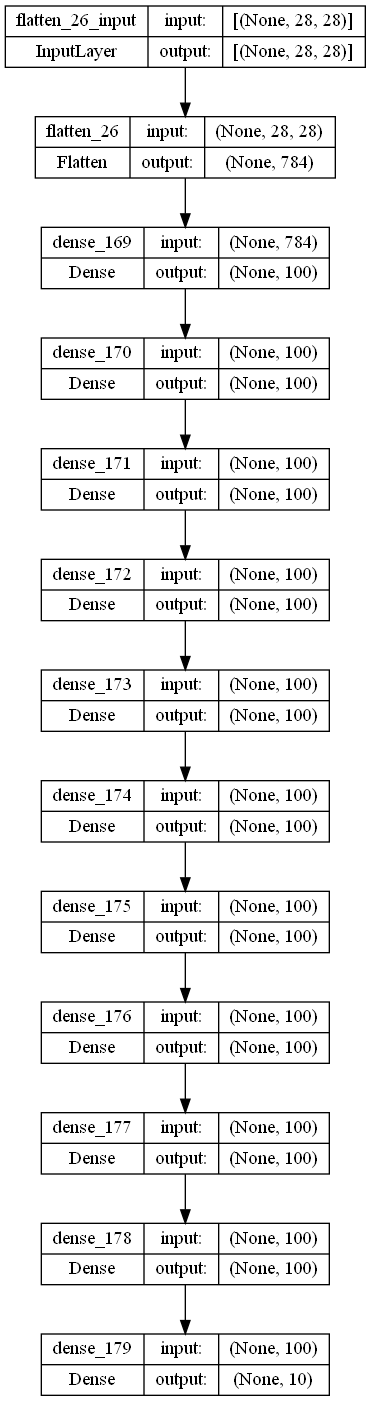 flatten_26_input input: [(None, 28, 28)]
InputLayer output: [(None, 28, 28)]
flatten_26 input: (None, 28, 28)
Flatten output: (None, 784)
dense_169 input: (None, 784)
Dense output: (None, 100)
dense_170 input: (None, 100)
Dense output: (None, 100)
dense_171 input: (None, 100)
Dense output: (None, 100)
dense_172 input: (None, 100)
Dense output: (None, 100)
dense_173 input: (None, 100)
Dense output: (None, 100)
dense_174 input: (None, 100)
Dense output: (None, 100)
dense_175 input: (None, 100)
Dense output: (None, 100)
dense_176 input: (None, 100)
Dense output: (None, 100)
dense_177 input: (None, 100)
Dense output: (None, 100)
dense_178 input: (None, 100)
Dense output: (None, 100)
dense_179 input: (None, 100)
Dense output: (None, 10)